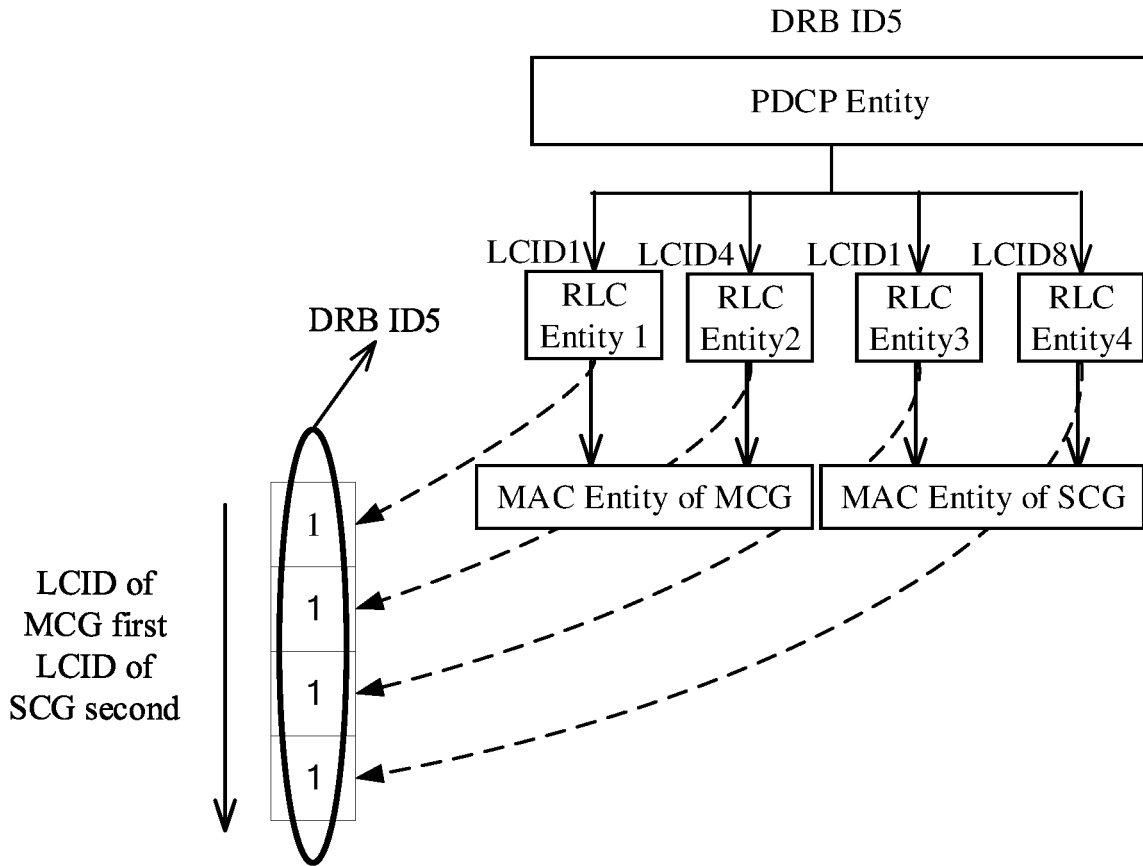 DRB ID5
PDCP Entity
LCID1
LCID4
LCID1
LCID8
RLC
Entity 1
RLC
Entity2
RLC
Entity3
RLC
Entity4
DRB ID5
MAC Entity of MCG
MAC Entity of SCG
1
1
1
1
LCID of
MCG first
LCID of
SCG second